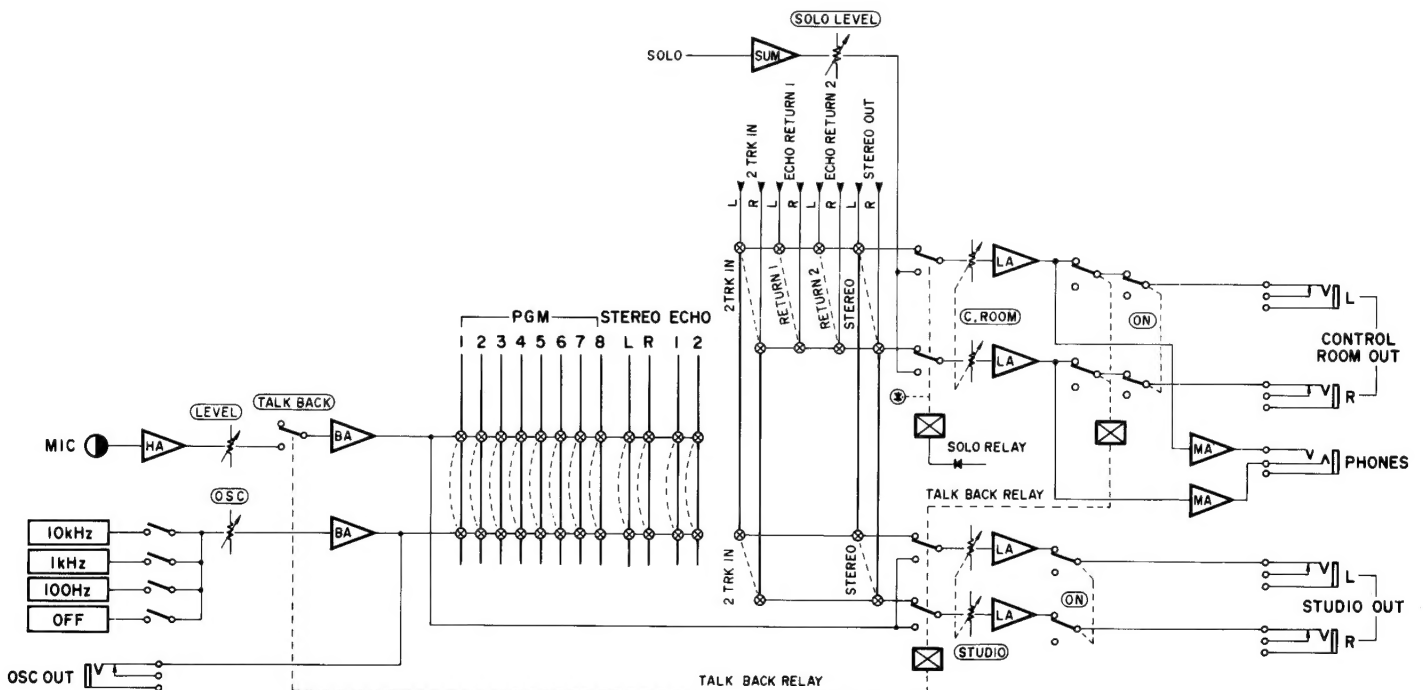 SOLO LEVEL
SOLO
SUM
2 TRK IN
ECHO RETURN 1
ECHO RETURN 2
STEREO OUT
L
R
L
R
L
R
L
R
2TRK IN
RETURN 1
RETURN 2
STEREO
C. ROOM
LA
LA
ON
L
CONTROL
ROOM OUT
R
PGM
STEREO
ECHO
1 2 3 4 5 6 7 8 L R 1 2
MIC
HA
LEVEL
TALK BACK
BA
SOLO RELAY
TALK BACK RELAY
MA
MA
PHONES
OSC
BA
10kHz
1kHz
100Hz
OFF
2 TRK IN
STEREO
LA
LA
ON
STUDIO
L
STUDIO OUT
R
OSC OUT
TALK BACK RELAY